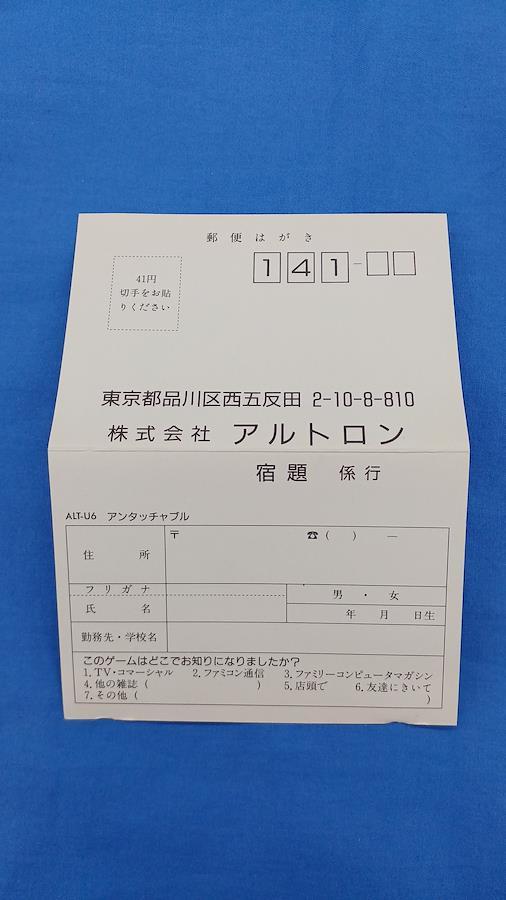 郵便はがき
41円
切手をお貼
りください
141-
東京都品川区西五反田 2-10-8-810
株式会社 アルトロン
宿題 係行
ALT-U6 アンタッチャブル
住所
〒 ☎( ) ー
フリガナ
氏名
男・女
年 月 日生
勤務先・学校名
このゲームはどこでお知りになりましたか?
1.TV・コマーシャル 2.ファミコン通信 3.ファミリーコンピュータマガジン
4.他の雑誌( ) 5.店頭で 6.友達にきいて
7.その他( )